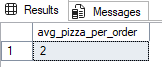 Results Messages
avg_pizza_per_order
1 2